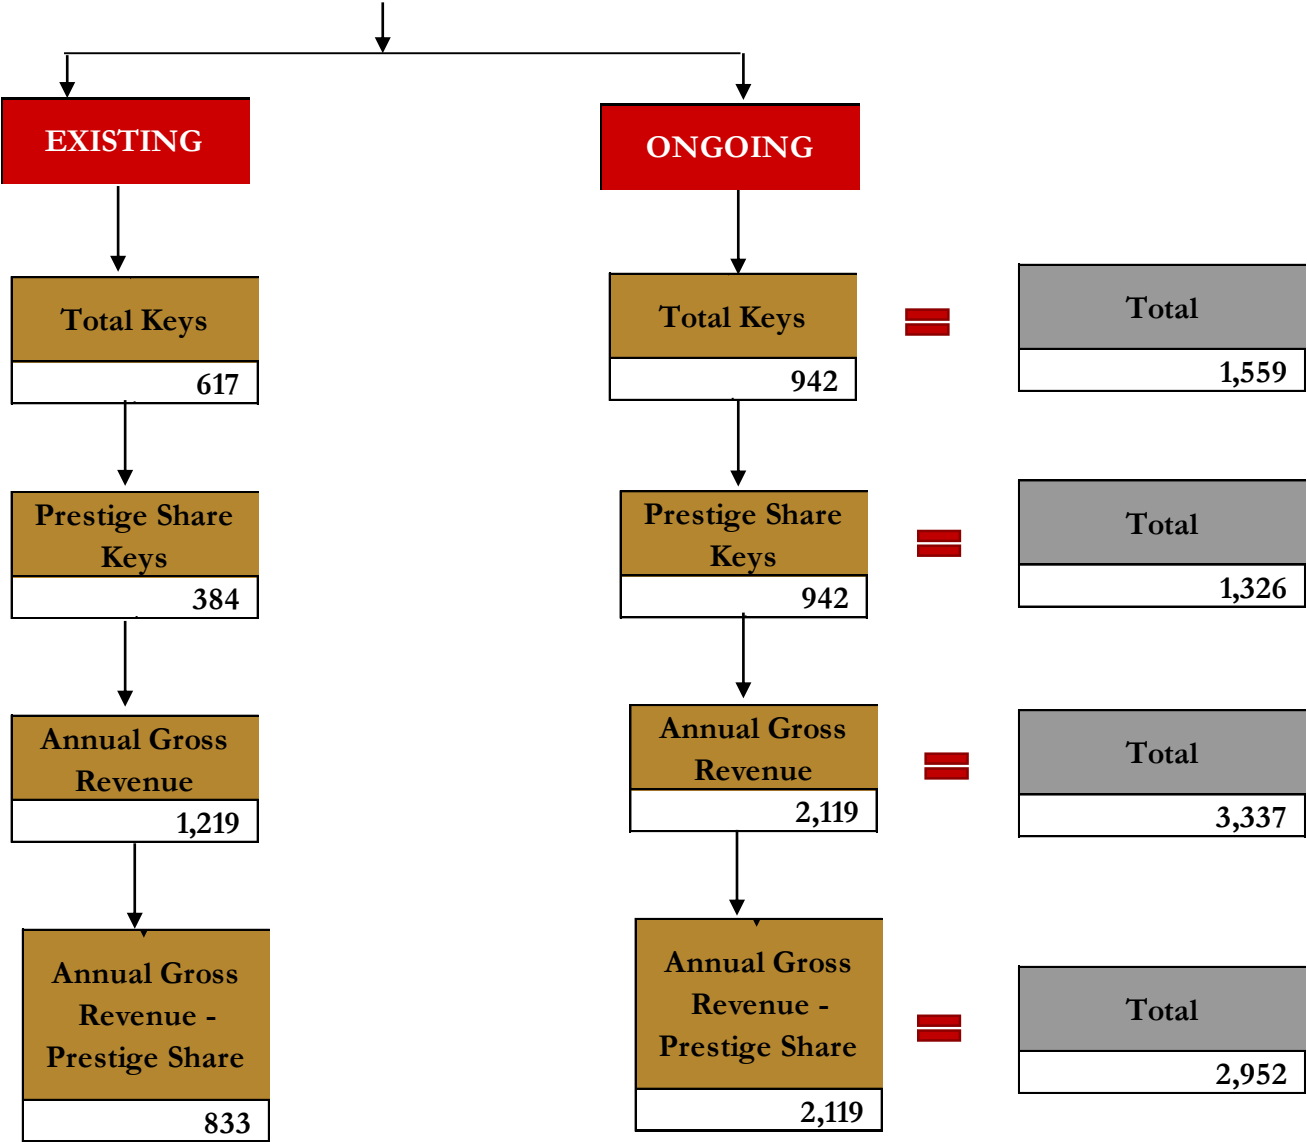 EXISTING
ONGOING
Total Keys
617
Total Keys
942
Total
1,559
Prestige Share
Keys
384
Prestige Share
Keys
942
Total
1,326
Annual Gross
Revenue
1,219
Annual Gross
Revenue
2,119
Total
3,337
Annual Gross
Revenue -
Prestige Share
833
Annual Gross
Revenue -
Prestige Share
2,119
Total
2,952